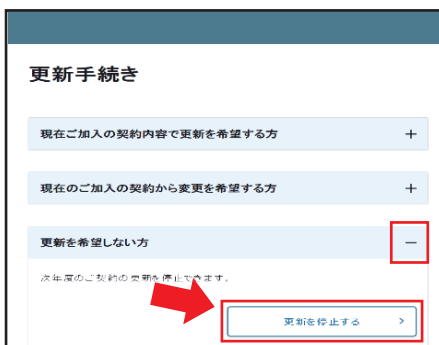 更新手続き
現在ご加入の契約内容で更新を希望する方 +
現在のご加入の契約から変更を希望する方 +
更新を希望しない方 −
次年度のご契約の更新を停止できます。
更新を停止する >